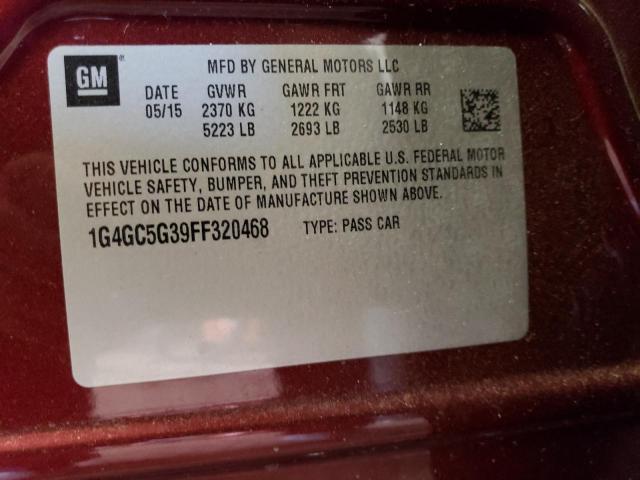 GM
MFD BY GENERAL MOTORS LLC
DATE GVWR GAWR FRT GAWR RR
05/15 2370 KG 1222 KG 1148 KG
5223 LB 2693 LB 2530 LB
THIS VEHICLE CONFORMS TO ALL APPLICABLE U.S. FEDERAL MOTOR
VEHICLE SAFETY, BUMPER, AND THEFT PREVENTION STANDARDS IN
EFFECT ON THE DATE OF MANUFACTURE SHOWN ABOVE.
1G4GC5G39FF320468 TYPE: PASS CAR